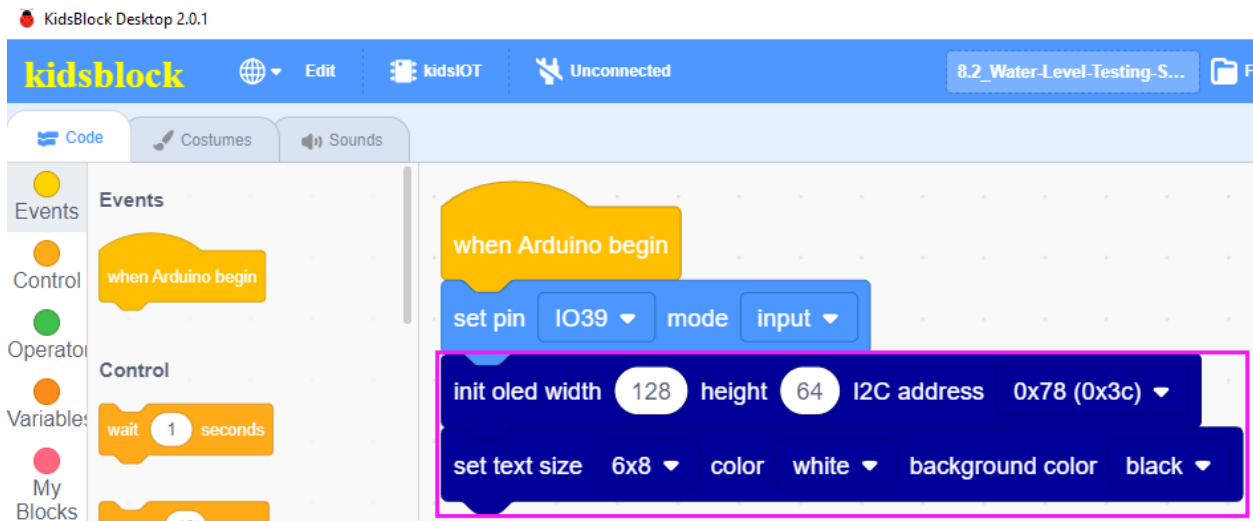 KidsBlock Desktop 2.0.1
kidsblock Edit kidsIOT Unconnected 8.2_Water-Level-Testing-S... F
Code Costumes Sounds
Events
Control
Operator
Variables
My
Blocks
Events
when Arduino begin
Control
wait 1 seconds
when Arduino begin
set pin IO39 mode input
init oled width 128 height 64 I2C address 0x78 (0x3c)
set text size 6x8 color white background color black